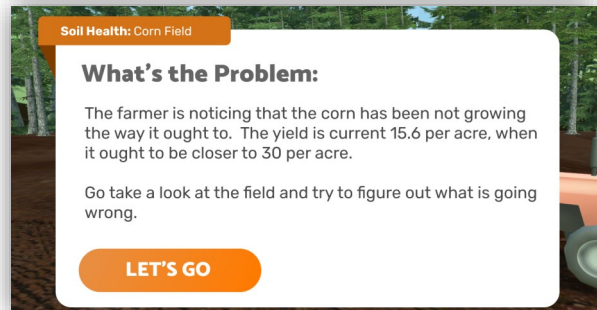 Soil Health: Corn Field
What's the Problem:
The farmer is noticing that the corn has been not growing
the way it ought to. The yield is current 15.6 per acre, when
it ought to be closer to 30 per acre.
Go take a look at the field and try to figure out what is going
wrong.
LET'S GO